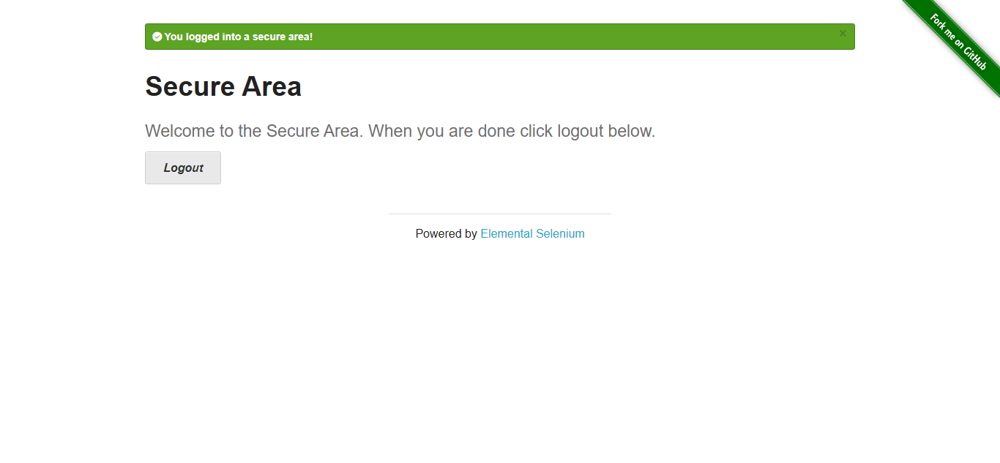 You logged into a secure area!
×
Fork me on GitHub
Secure Area
Welcome to the Secure Area. When you are done click logout below.
Logout
Powered by Elemental Selenium